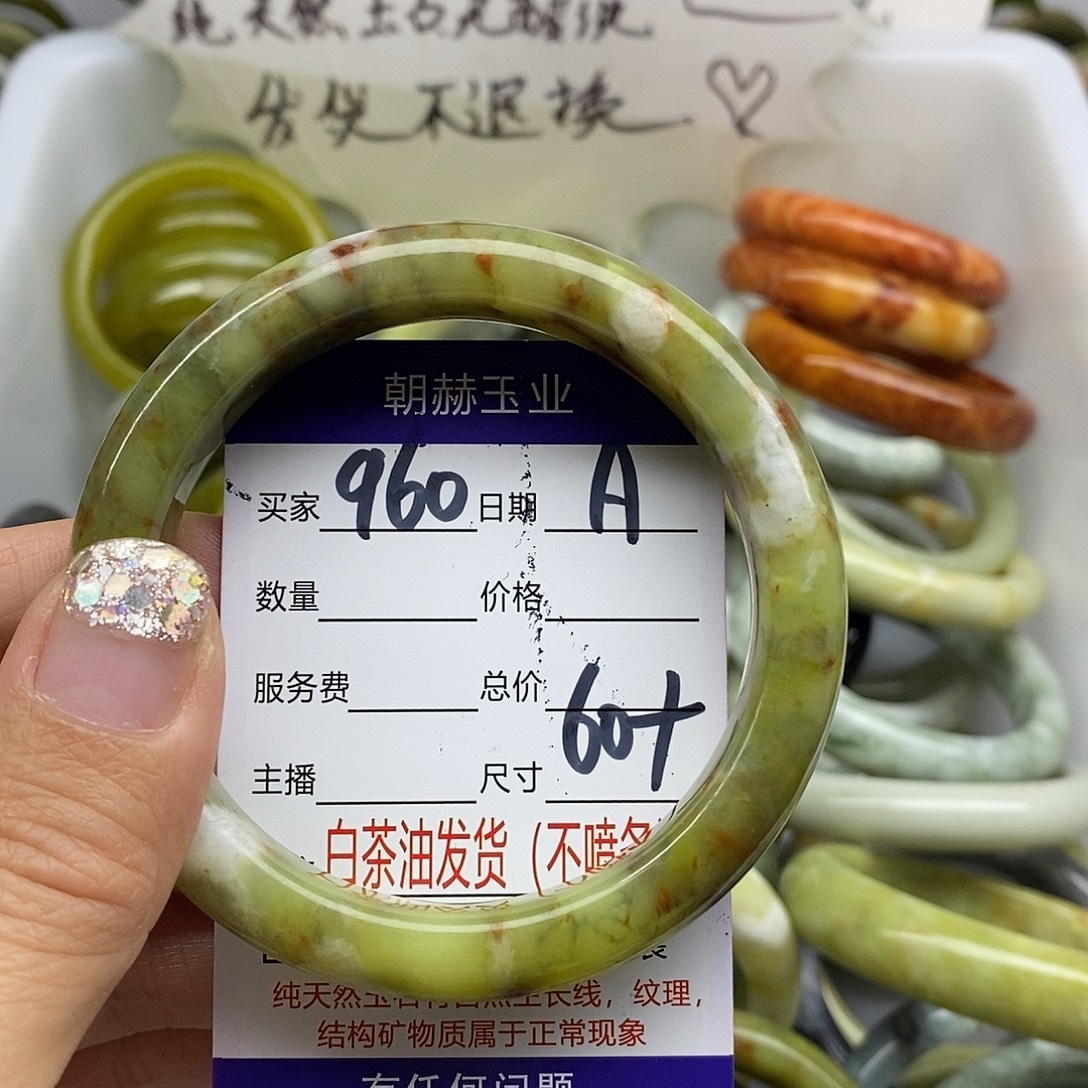 纯天然玉石无酸洗
售货不退换
朝赫玉业
买家 960 日期 A
数量 价格
服务费 总价
主播 尺寸 60+
白茶油发货(不喷
纯天然玉石有自然生长线,纹理,
结构矿物质属于正常现象
有任何问题